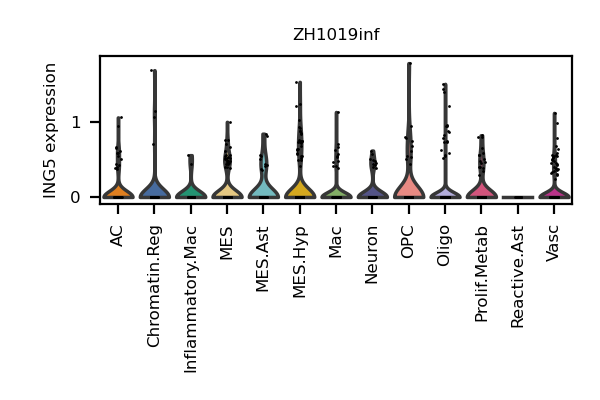 ZH1019inf
ING5 expression
1
0
AC
Chromatin.Reg
Inflammatory.Mac
MES
MES.Ast
MES.Hyp
Mac
Neuron
OPC
Oligo
Prolif.Metab
Reactive.Ast
Vasc